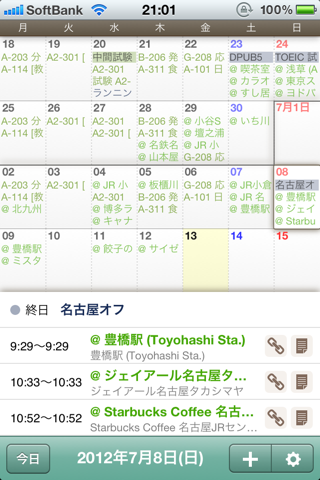 SoftBank 21:01 100%
月 火 水 木 金 土 日
18 19 20 21 22 23 24
A-203 分 A-301 [ 中間試験 B-206 発 G-208 応 DPUB5 TOEIC 試
A-114 [教 A2-301 A-311 食 A-301 日 @ 喫茶室 @ 浅草 (A
試験 A2- @ カラオ @ 東京ス
ランニン @ すし居 @ ヨドバ
25 26 27 28 29 30 7月1日
A-203 分 A2-301 [ A2-301 [ B-206 発 @ 小谷S @ いち川
A-114 [教 A-311 食 @ 壇之浦
@ 名鉄名 @ JR 小
@ 山本屋 G-208 応
02 03 04 05 06 07 08
A-203 分 A2-301 [ @ JR 小 @ 板櫃川 G-208 応 @ JR小倉 名古屋オ
A-114 [教 A2-301 [ B-206 発 A-301 日 @ JR 名 @ 豊橋駅
@ 北九州 @ 博多ラ A-311 食 @ 豊橋駅 @ ジェイ
@ キャナ @ Starbu
09 10 11 12 13 14 15
@ 豊橋駅 @ 餃子の @ サイゼ
@ ミスタ
終日 名古屋オフ
9:29〜9:29 @ 豊橋駅 (Toyohashi Sta.)
豊橋駅 (Toyohashi Sta.)
10:33〜10:33 @ ジェイアール名古屋タ…
ジェイアール名古屋タカシマヤ
10:52〜10:52 @ Starbucks Coffee 名古…
Starbucks Coffee 名古屋JRセン…
今日 2012年7月8日(日)